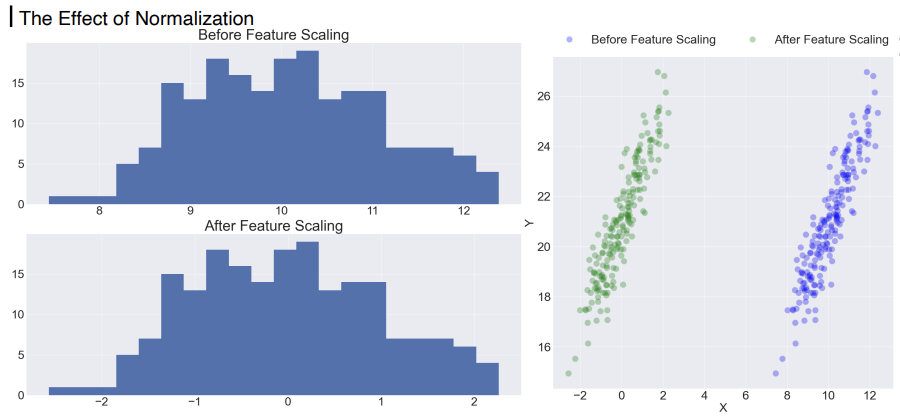 The Effect of Normalization
Before Feature Scaling
15
10
5
0
8 9 10 11 12
After Feature Scaling
15
10
5
0
−2 −1 0 1 2
Before Feature Scaling After Feature Scaling
26
24
22
20
18
16
Y
−2 0 2 4 6 8 10 12
X